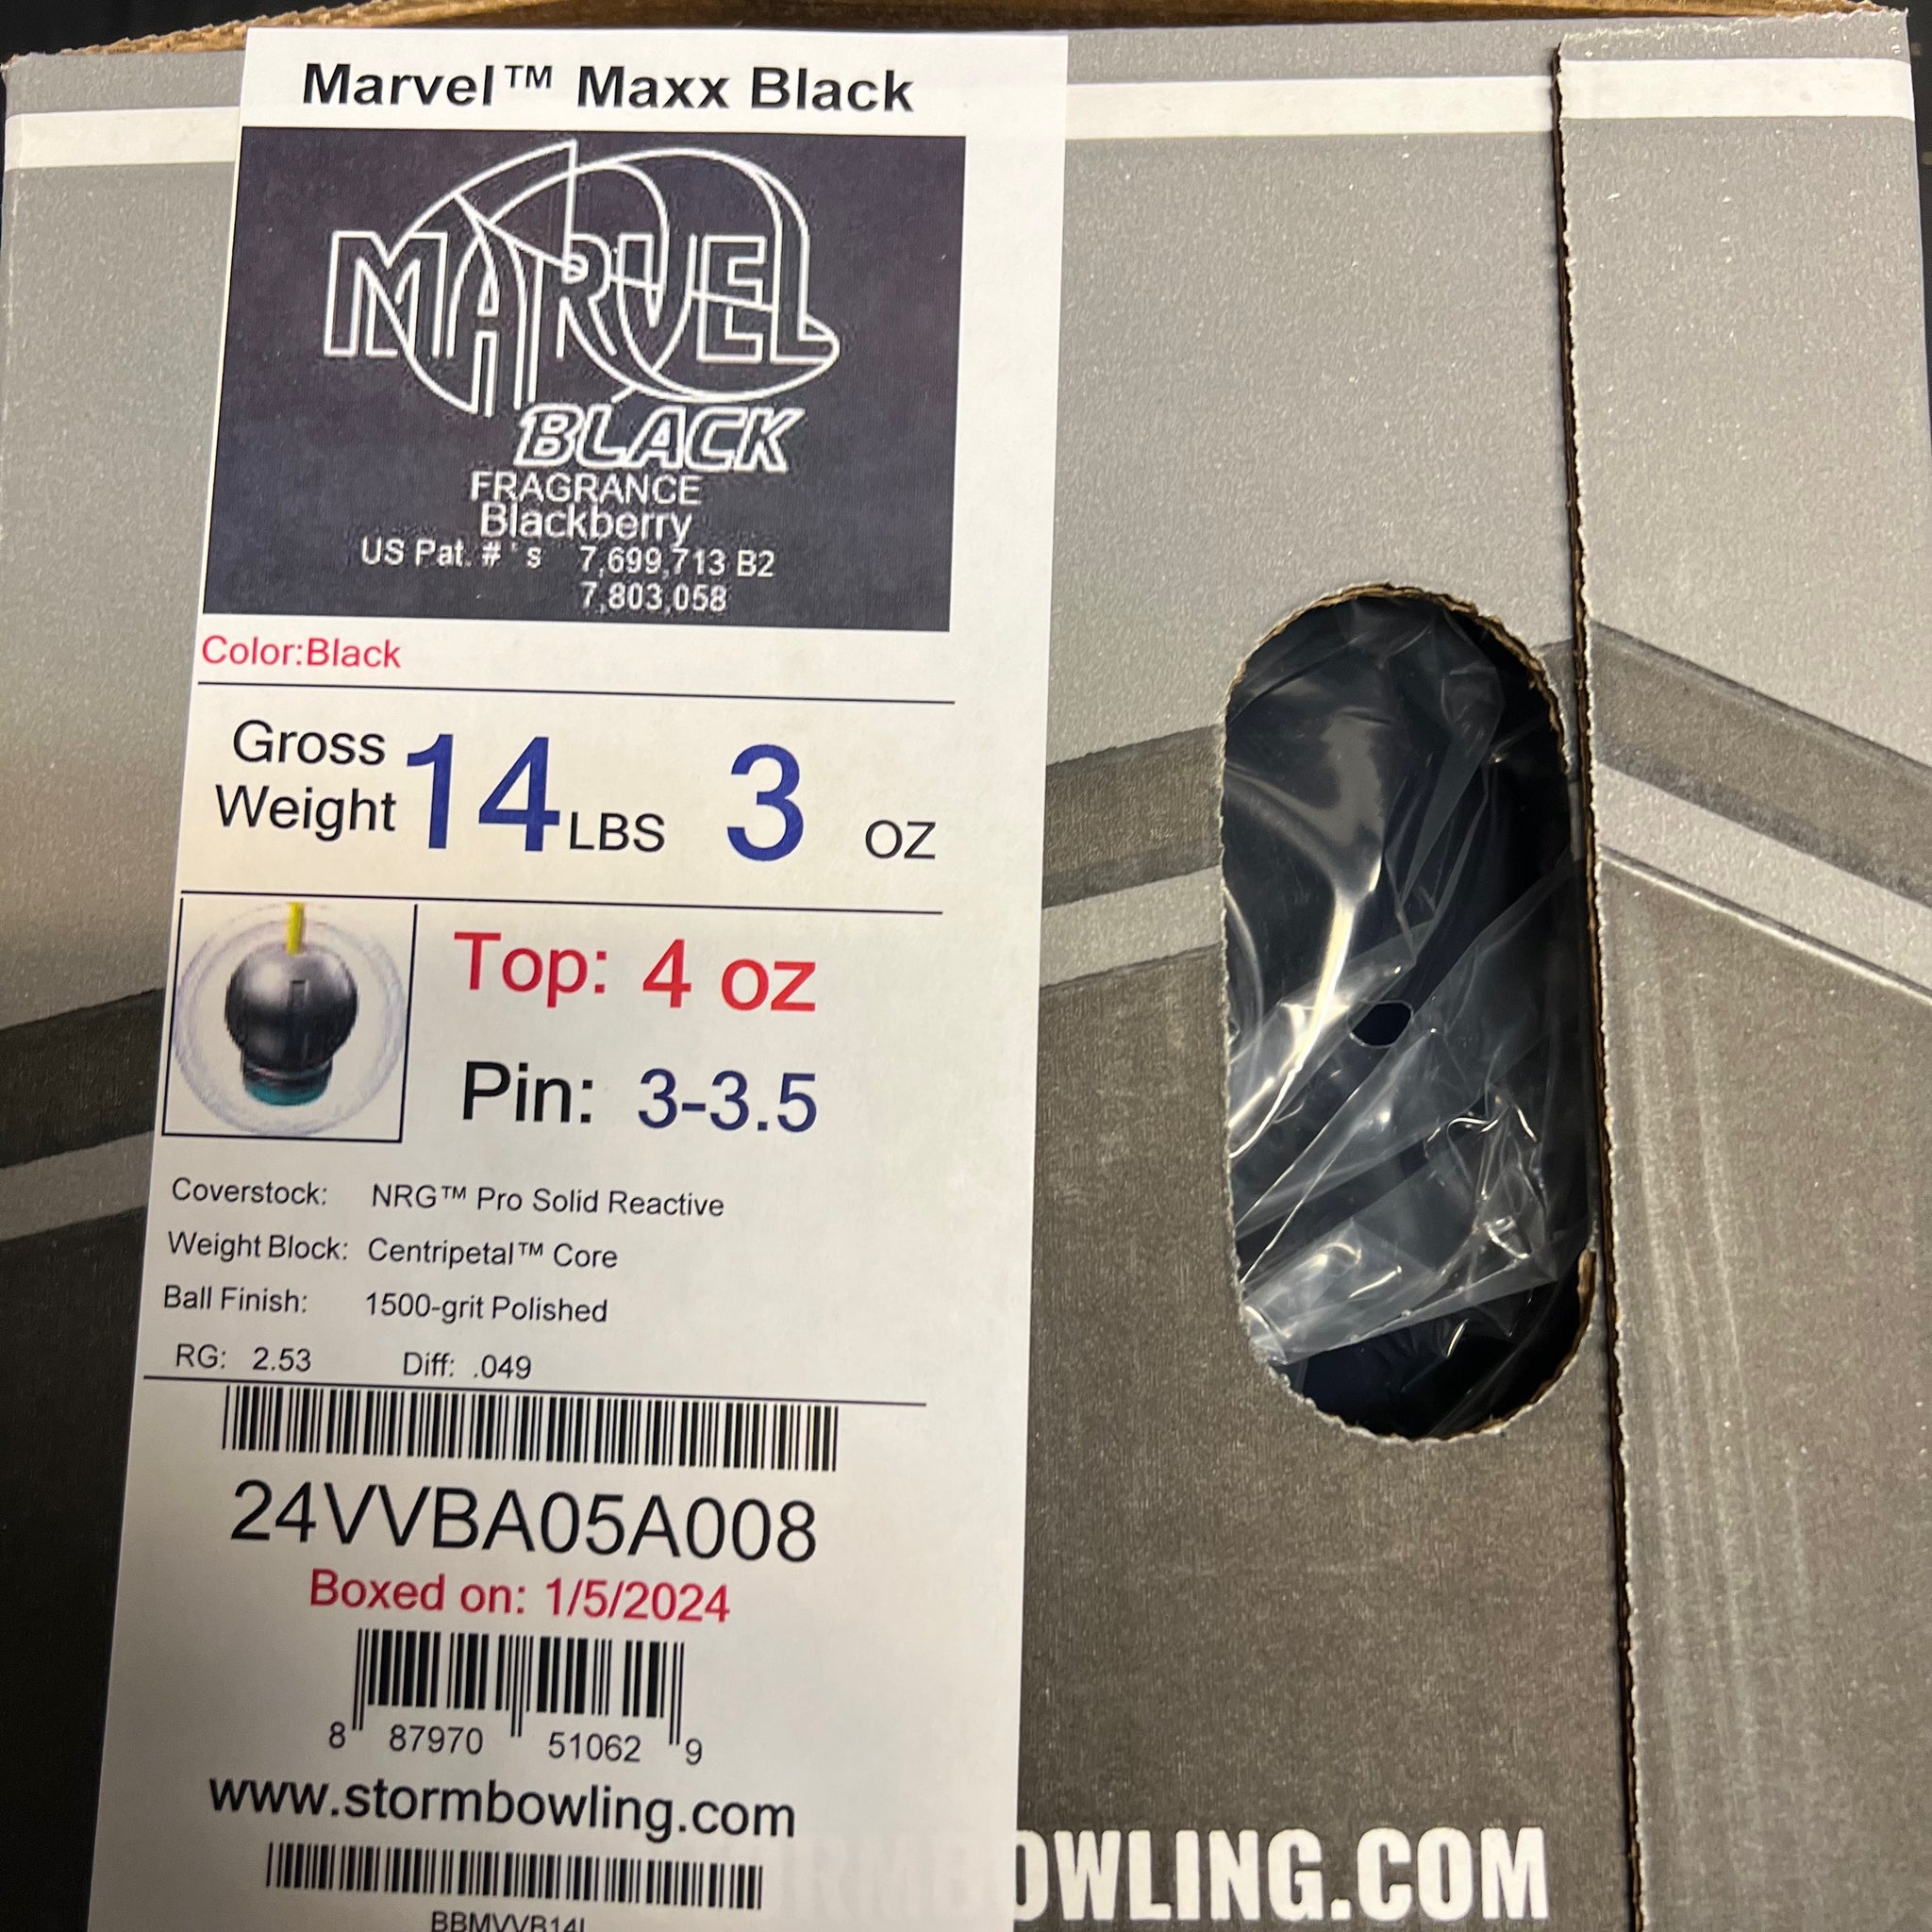 Marvel™ Maxx Black
MARVEL
BLACK
FRAGRANCE
Blackberry
US Pat. #'s 7,699,713 B2
7,803,058
Color:Black
Gross Weight 14 LBS 3 OZ
Top: 4 oz
Pin: 3-3.5
Coverstock: NRG™ Pro Solid Reactive
Weight Block: Centripetal™ Core
Ball Finish: 1500-grit Polished
RG: 2.53 Diff: .049
24VVBA05A008
Boxed on: 1/5/2024
8 87970 51062 9
www.stormbowling.com
RMBOWLING.COM